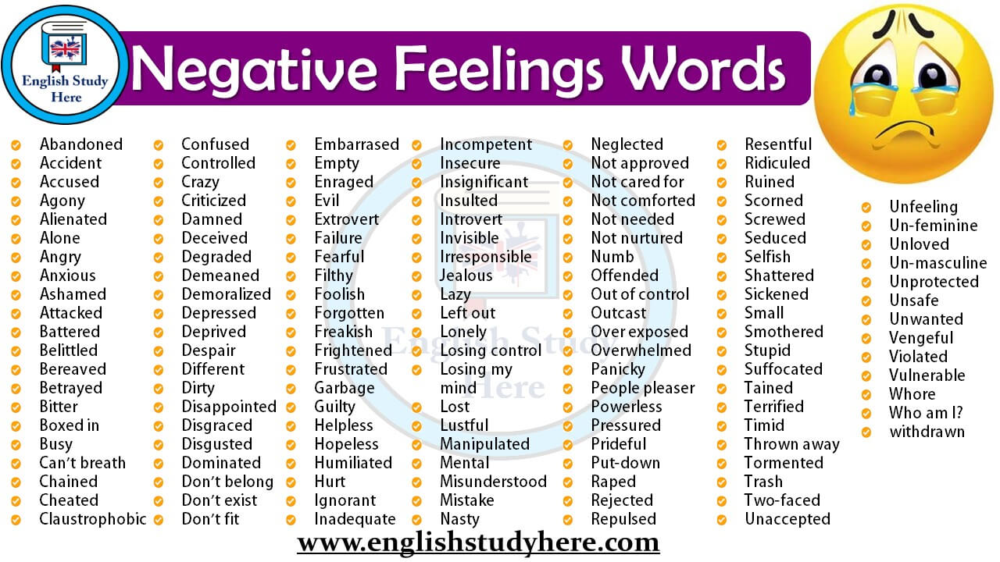 English Study
Here
Negative Feelings Words
Abandoned
Accident
Accused
Agony
Alienated
Alone
Angry
Anxious
Ashamed
Attacked
Battered
Belittled
Bereaved
Betrayed
Bitter
Boxed in
Busy
Can't breath
Chained
Cheated
Claustrophobic
Confused
Controlled
Crazy
Criticized
Damned
Deceived
Degraded
Demeaned
Demoralized
Depressed
Deprived
Despair
Different
Dirty
Disappointed
Disgraced
Disgusted
Dominated
Don't belong
Don't exist
Don't fit
Embarrased
Empty
Enraged
Evil
Extrovert
Failure
Fearful
Filthy
Foolish
Forgotten
Freakish
Frightened
Frustrated
Garbage
Guilty
Helpless
Hopeless
Humiliated
Hurt
Ignorant
Inadequate
Incompetent
Insecure
Insignificant
Insulted
Introvert
Invisible
Irresponsible
Jealous
Lazy
Left out
Lonely
Losing control
Losing my
mind
Lost
Lustful
Manipulated
Mental
Misunderstood
Mistake
Nasty
Neglected
Not approved
Not cared for
Not comforted
Not needed
Not nurtured
Numb
Offended
Out of control
Outcast
Over exposed
Overwhelmed
Panicky
People pleaser
Powerless
Pressured
Prideful
Put-down
Raped
Rejected
Repulsed
Resentful
Ridiculed
Ruined
Scorned
Screwed
Seduced
Selfish
Shattered
Sickened
Small
Smothered
Stupid
Suffocated
Tained
Terrified
Timid
Thrown away
Tormented
Trash
Two-faced
Unaccepted
Unfeeling
Un-feminine
Unloved
Un-masculine
Unprotected
Unsafe
Unwanted
Vengeful
Violated
Vulnerable
Whore
Who am I?
withdrawn
English Study
Here
www.englishstudyhere.com